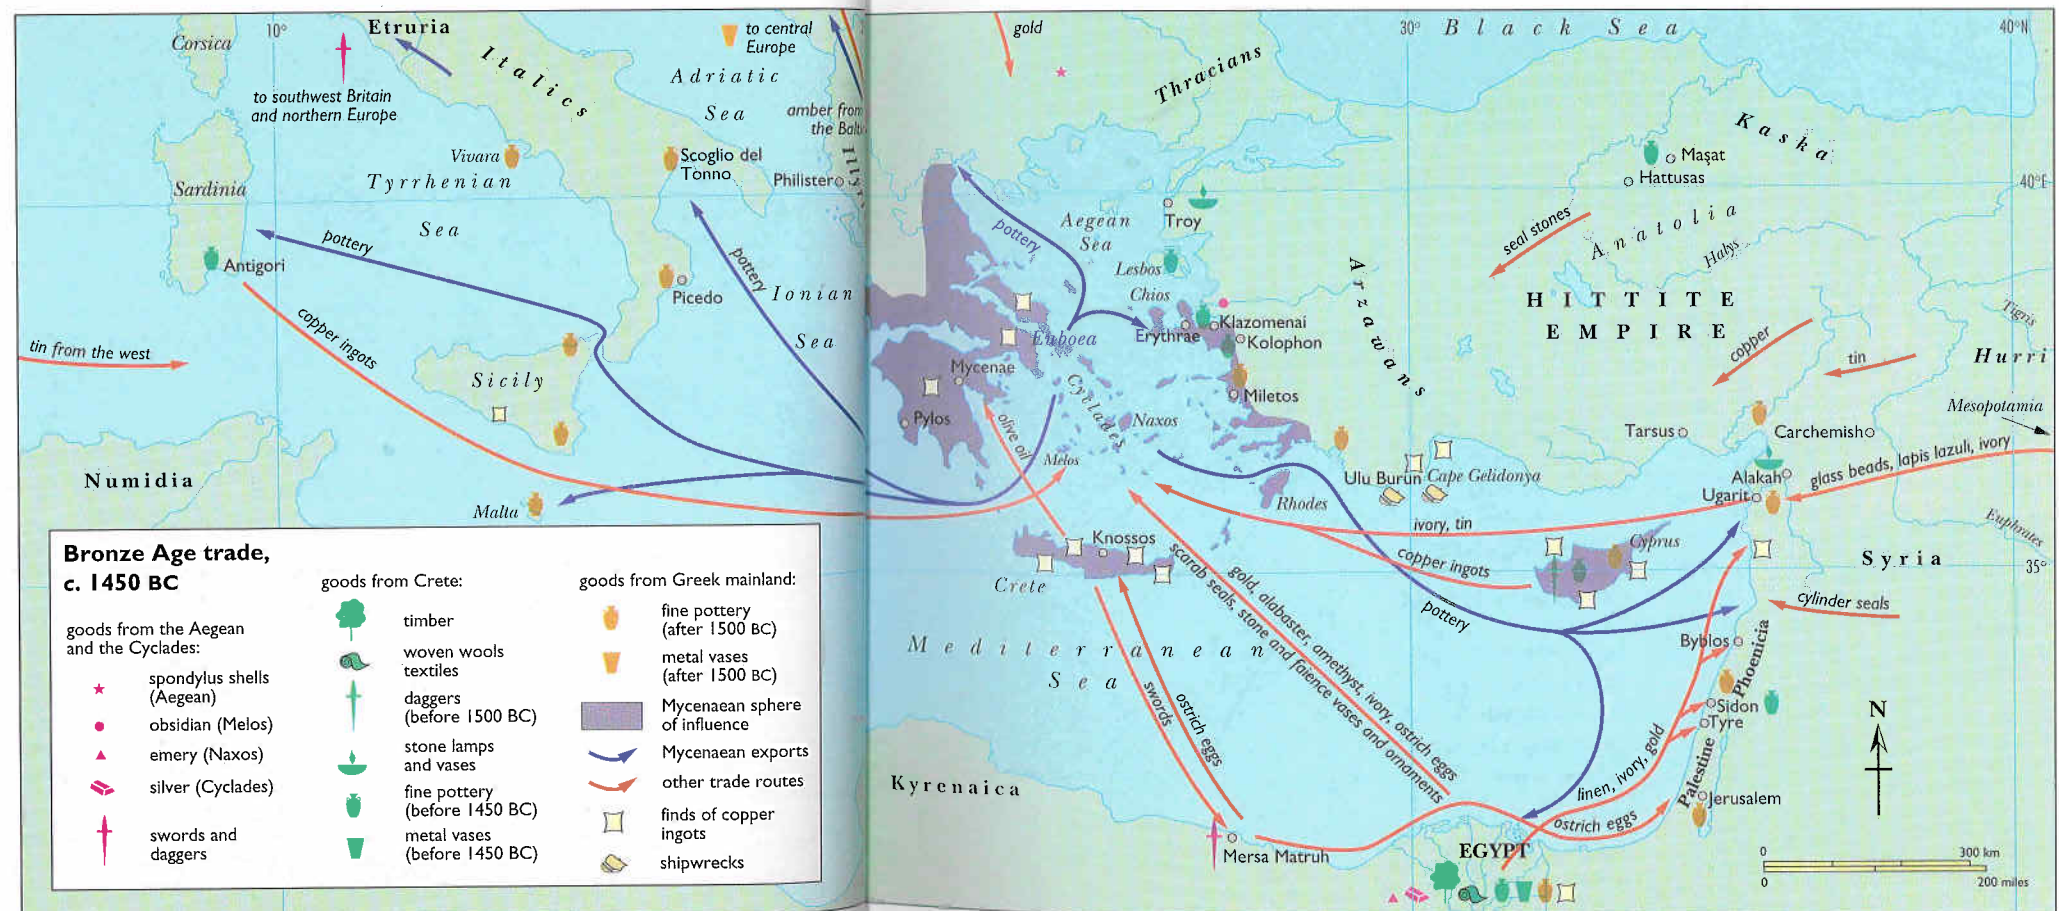 Corsica
10°
Etruria
to southwest Britain
and northern Europe
Italics
to central
Europe
Adriatic
Sea
amber from
the Balt
Vivara
Tyrrhenian
Sea
Scoglio del
Tonno
Philistero
Sardinia
Antigori
pottery
copper ingots
tin from the west
Sicily
Picedo
pottery
Ionian
Sea
Numidia
Malta
gold
Thracians
30°
Black Sea
40°N
Kaska
Maşat
Hattusas
40°E
seal stones
Anatolia
Halys
HITTITE
EMPIRE
Arzawans
copper
tin
Tigris
Hurri
Mesopotamia
Troy
Aegean
Sea
Lesbos
Chios
pottery
Euboea
Erythrae
Klazomenai
Kolophon
Miletos
Mycenae
Pylos
Cyclades
Naxos
olive oil
Melos
Rhodes
Ulu Burun
Cape Gelidonya
Tarsus
Carchemish
Alakah
Ugarit
glass beads, lapis lazuli, ivory
Euphrates
ivory, tin
copper ingots
Cyprus
Syria
35°
cylinder seals
Knossos
Crete
Mediterranean
Sea
pottery
scarab seals, stone and faience vases and ornaments
gold, alabaster, amethyst, ivory, ostrich eggs
swords
ostrich eggs
Byblos
Phoenicia
Sidon
Tyre
Palestine
Jerusalem
linen, ivory, gold
ostrich eggs
Kyrenaica
Mersa Matruh
EGYPT
N
0
300 km
0
200 miles
Bronze Age trade,
c. 1450 BC
goods from the Aegean
and the Cyclades:
spondylus shells
(Aegean)
obsidian (Melos)
emery (Naxos)
silver (Cyclades)
swords and
daggers
goods from Crete:
timber
woven wools
textiles
daggers
(before 1500 BC)
stone lamps
and vases
fine pottery
(before 1450 BC)
metal vases
(before 1450 BC)
goods from Greek mainland:
fine pottery
(after 1500 BC)
metal vases
(after 1500 BC)
Mycenaean sphere
of influence
Mycenaean exports
other trade routes
finds of copper
ingots
shipwrecks